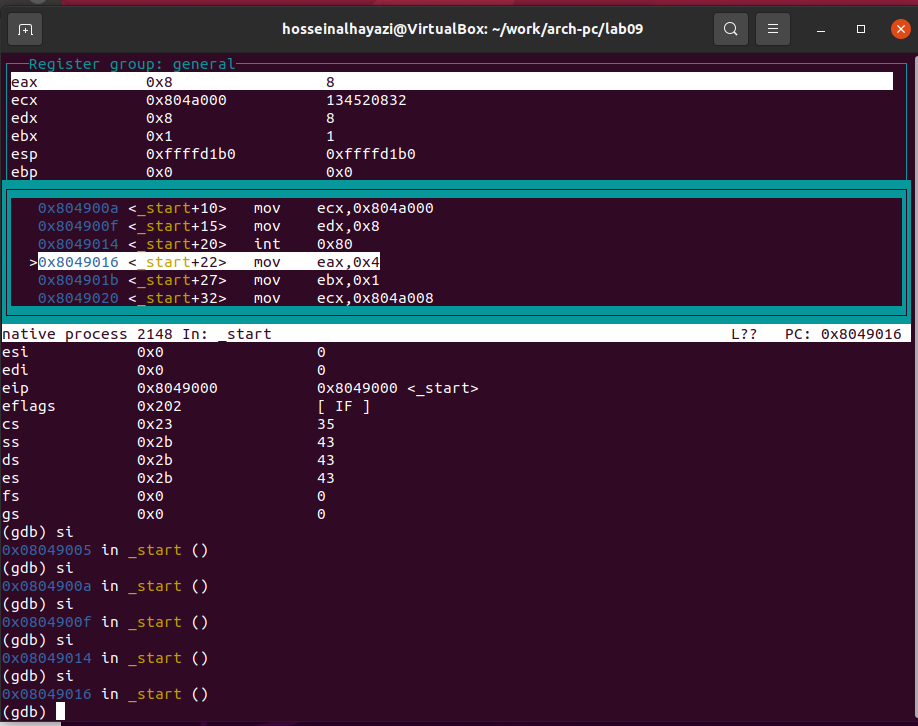 hosseinalhayazi@VirtualBox: ~/work/arch-pc/lab09
Register group: general
eax 0x8 8
ecx 0x804a000 134520832
edx 0x8 8
ebx 0x1 1
esp 0xffffd1b0 0xffffd1b0
ebp 0x0 0x0
0x804900a <_start+10> mov ecx,0x804a000
0x804900f <_start+15> mov edx,0x8
0x8049014 <_start+20> int 0x80
>0x8049016 <_start+22> mov eax,0x4
0x804901b <_start+27> mov ebx,0x1
0x8049020 <_start+32> mov ecx,0x804a008
native process 2148 In: _start L?? PC: 0x8049016
esi 0x0 0
edi 0x0 0
eip 0x8049000 0x8049000 <_start>
eflags 0x202 [ IF ]
cs 0x23 35
ss 0x2b 43
ds 0x2b 43
es 0x2b 43
fs 0x0 0
gs 0x0 0
(gdb) si
0x08049005 in _start ()
(gdb) si
0x0804900a in _start ()
(gdb) si
0x0804900f in _start ()
(gdb) si
0x08049014 in _start ()
(gdb) si
0x08049016 in _start ()
(gdb)